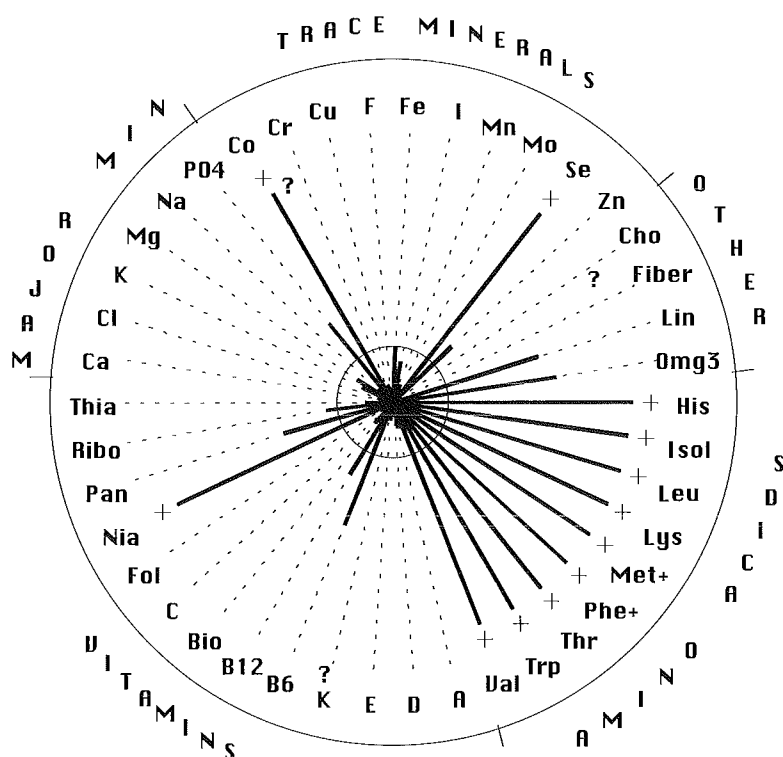 TRACE MINERALS
OTHER
AMINO ACIDS
VITAMINS
MAJOR MIN
F
Fe
I
Mn
Mo
Se
+
Zn
Cho
?
Fiber
Lin
Omg3
His
+
Isol
+
Leu
+
Lys
+
Met+
+
Phe+
+
Thr
+
Trp
+
Val
+
A
D
E
K
?
B6
B12
Bio
C
Fol
Nia
+
Pan
Ribo
Thia
Ca
Cl
K
Mg
Na
PO4
Co
+ ?
Cr
Cu